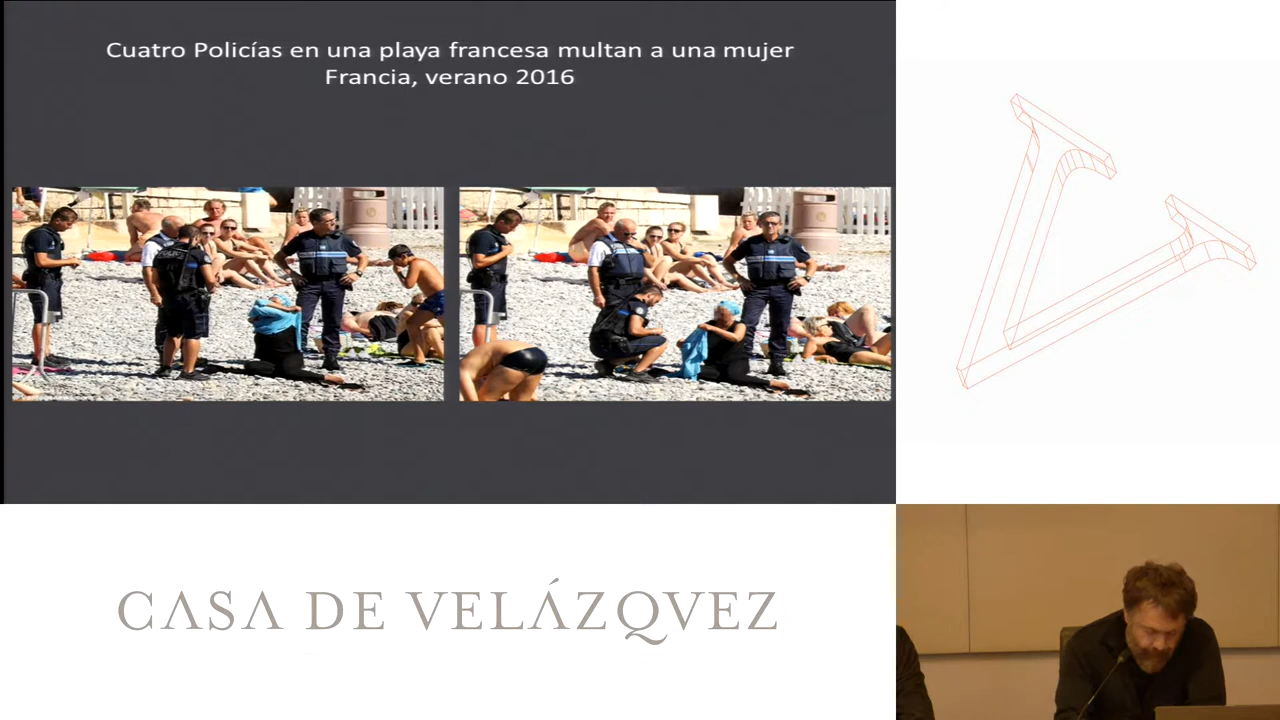 Cuatro Policías en una playa francesa multan a una mujer
Francia, verano 2016
CASA DE VELÁZQVEZ